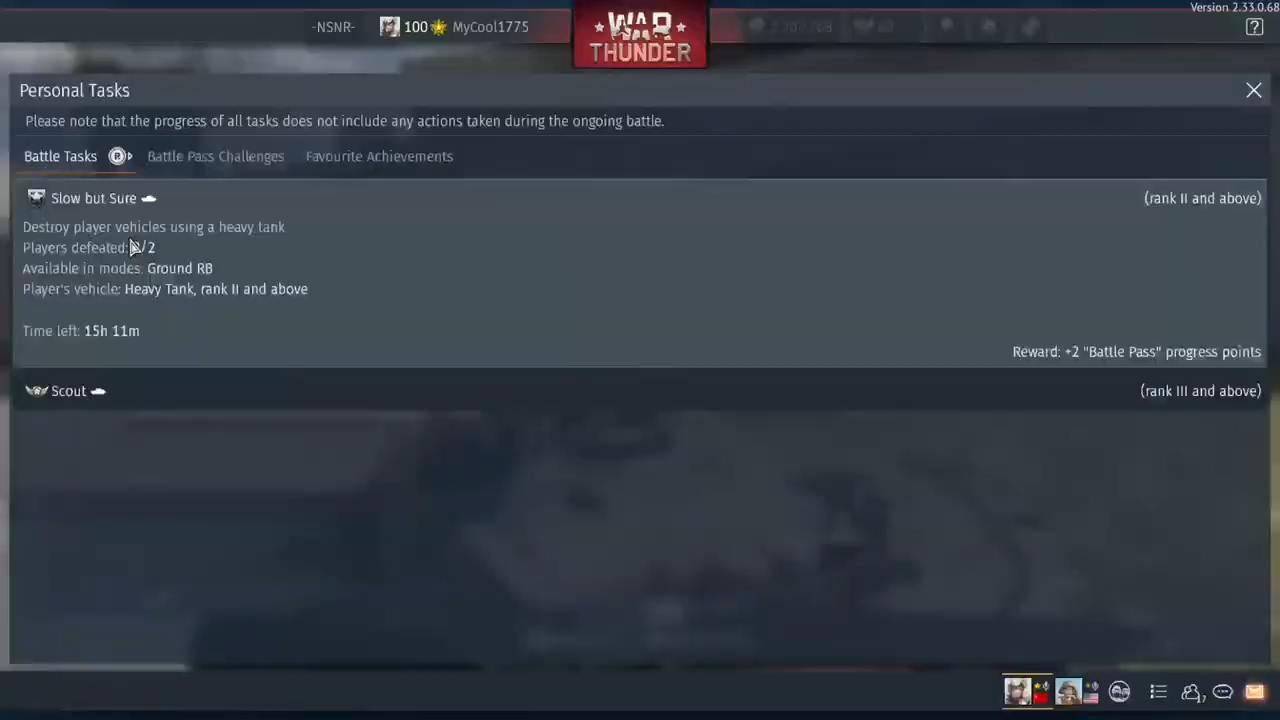 Version 2.33.0.68
-NSNR- 100 MyCool1775
WAR
THUNDER
Personal Tasks
Please note that the progress of all tasks does not include any actions taken during the ongoing battle.
Battle Tasks R Battle Pass Challenges Favourite Achievements
Slow but Sure (rank II and above)
Destroy player vehicles using a heavy tank
Players defeated: /2
Available in modes: Ground RB
Player's vehicle: Heavy Tank, rank II and above
Time left: 15h 11m
Reward: +2 "Battle Pass" progress points
Scout (rank III and above)